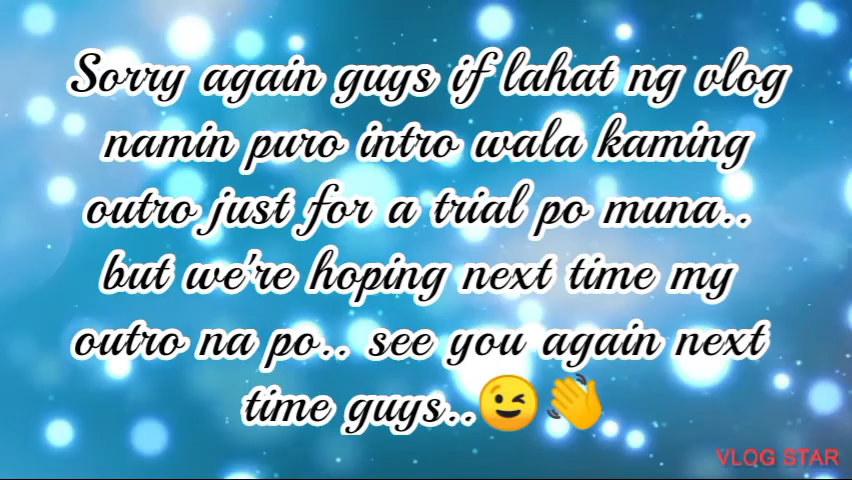 Sorry again guys if lahat ng vlog
namin puro intro wala kaming
outro just for a trial po muna..
but we're hoping next time my
outro na po.. see you again next
time guys..😉👋
VLOG STAR